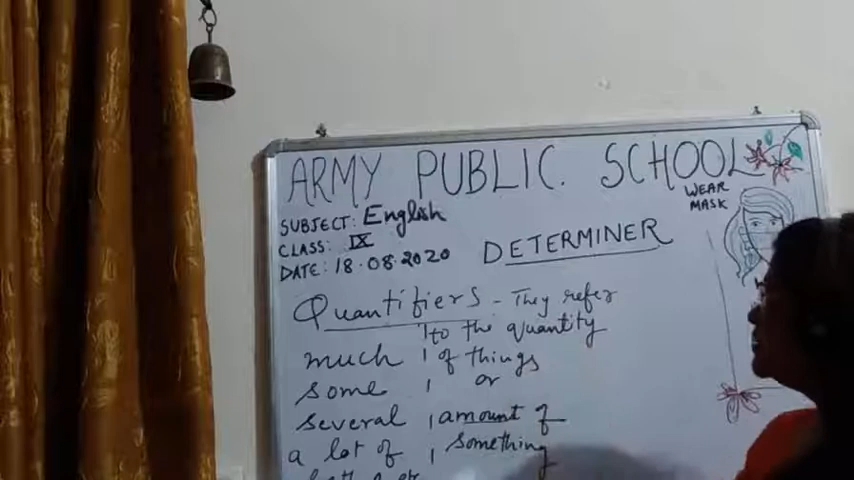 ARMY PUBLIC SCHOOL
WEAR
MASK
SUBJECT: English
CLASS: IX
DATE: 18.08.2020
DETERMINER
Quantifiers - They refer
to the quantity
much of things
some or
several amount of
a lot of something